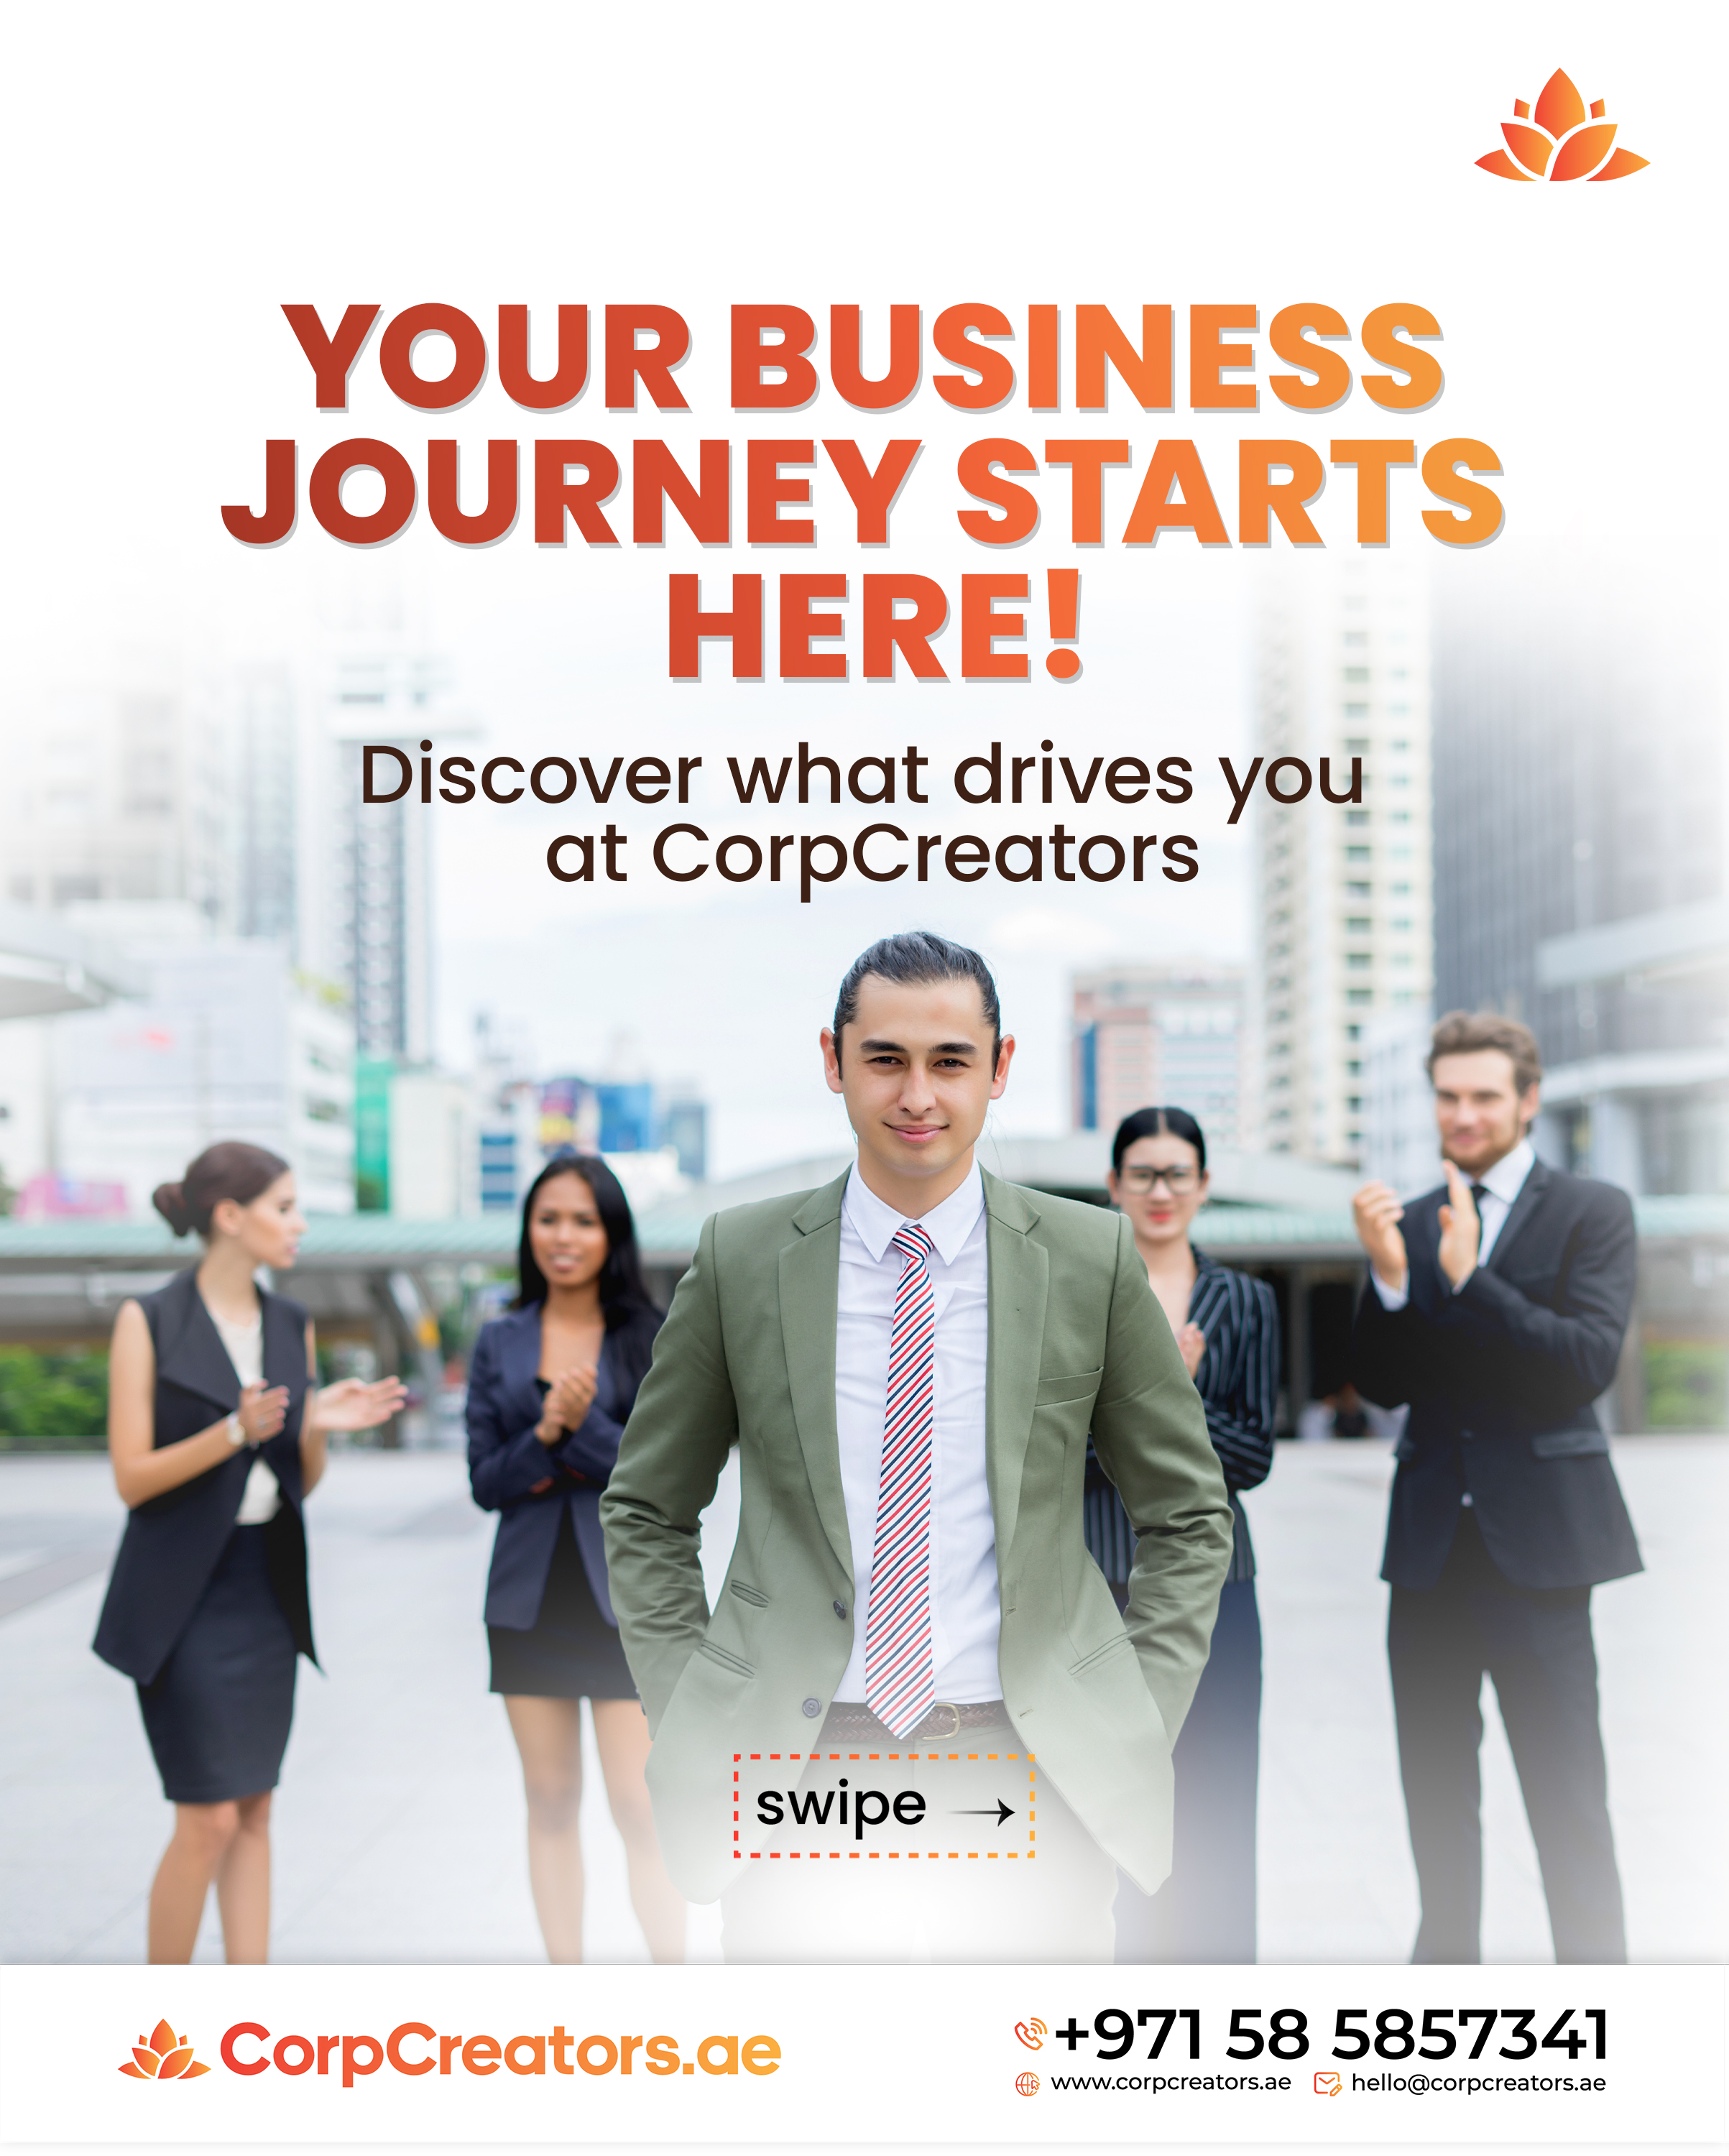 YOUR BUSINESS
JOURNEY STARTS
HERE!
Discover what drives you
at CorpCreators
swipe
CorpCreators.ae
+971 58 5857341
www.corpcreators.ae
hello@corpcreators.ae